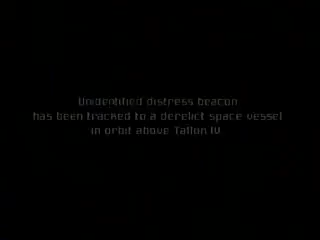 Unidentified distress beacon
has been tracked to a derelict space vessel
in orbit above Tallon IV